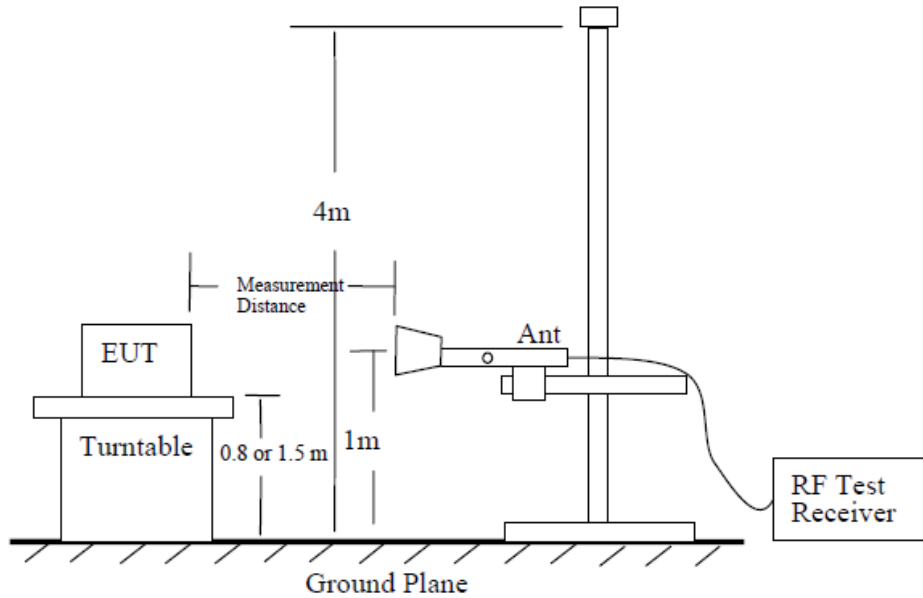 4m
Measurement
Distance
EUT
Ant
Turntable
0.8 or 1.5 m
1m
RF Test
Receiver
Ground Plane